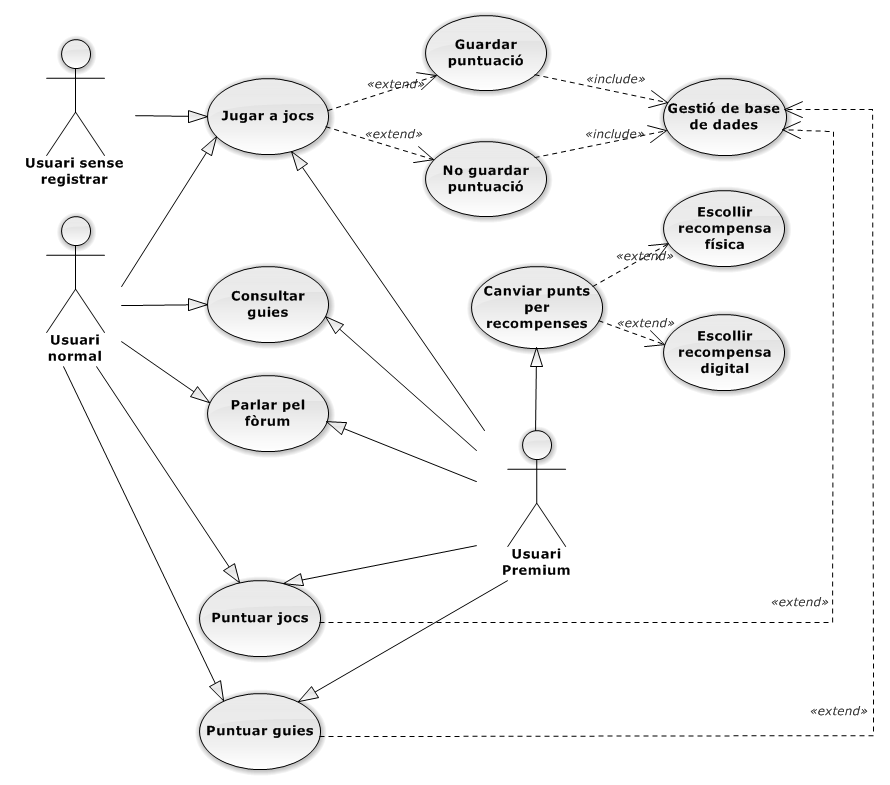 Guardar
puntuació
«extend»
«include»
Jugar a jocs
Gestió de base
de dades
«extend»
«include»
Usuari sense
registrar
No guardar
puntuació
Escollir
recompensa
física
«extend»
Consultar
guies
Canviar punts
per
recompenses
«extend»
Usuari
normal
Escollir
recompensa
digital
Parlar pel
fòrum
Usuari
Premium
«extend»
Puntuar jocs
«extend»
Puntuar guies